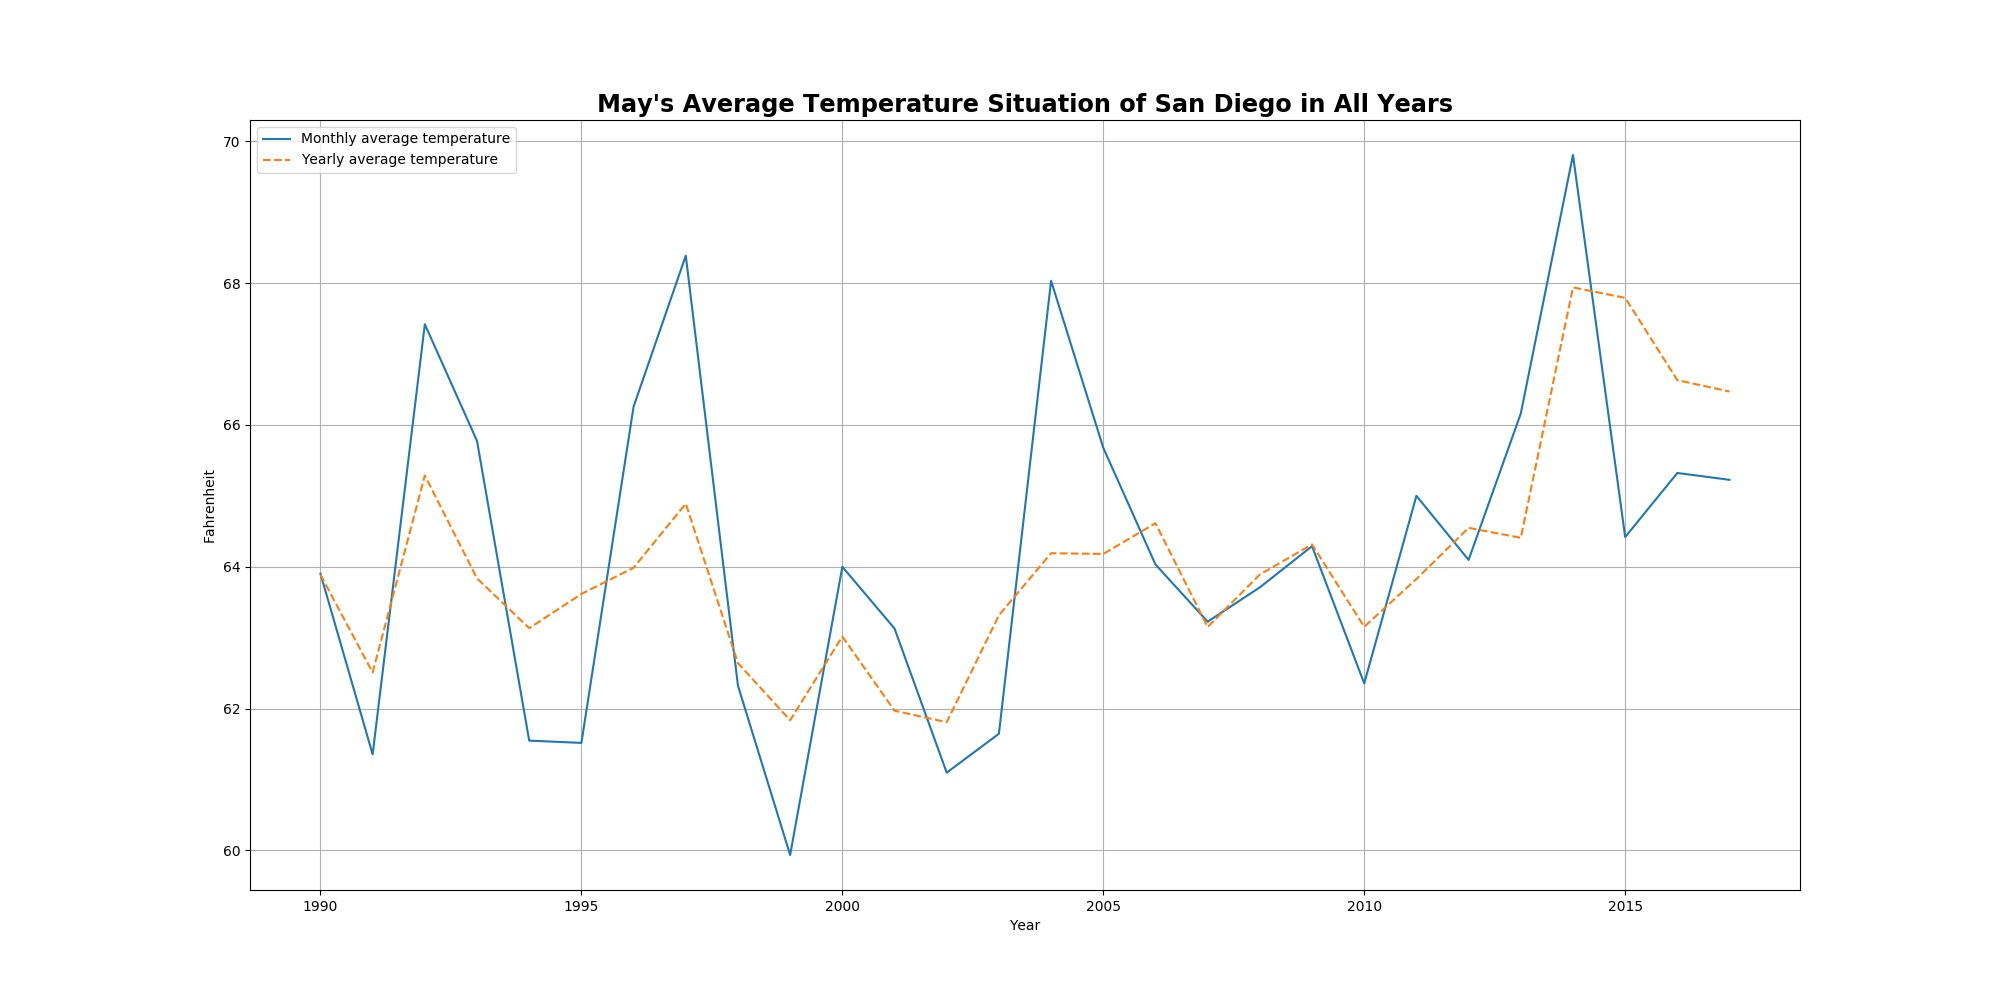 May's Average Temperature Situation of San Diego in All Years
Monthly average temperature
Yearly average temperature
70
68
66
64
62
60
Fahrenheit
1990 1995 2000 2005 2010 2015
Year